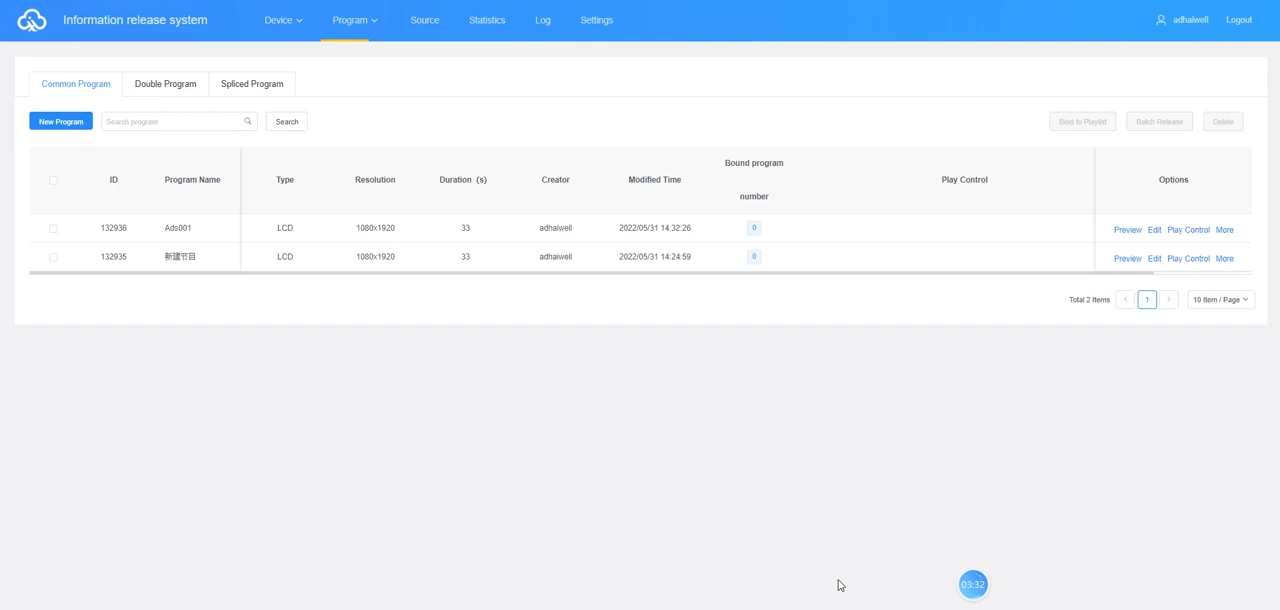 Information release system
Device
Program
Source
Statistics
Log
Settings
adhaiwell
Logout
Common Program
Double Program
Spliced Program
New Program
Search program
Search
Bind to Playlist
Batch Release
Delete
ID Program Name Type Resolution Duration (s) Creator Modified Time Bound program number Play Control Options
132936 Ads001 LCD 1080x1920 33 adhaiwell 2022/05/31 14:32:26 0 Preview Edit Play Control More
132935 新建节目 LCD 1080x1920 33 adhaiwell 2022/05/31 14:24:59 0 Preview Edit Play Control More
Total 2 Items < 1 > 10 Item / Page
03:32